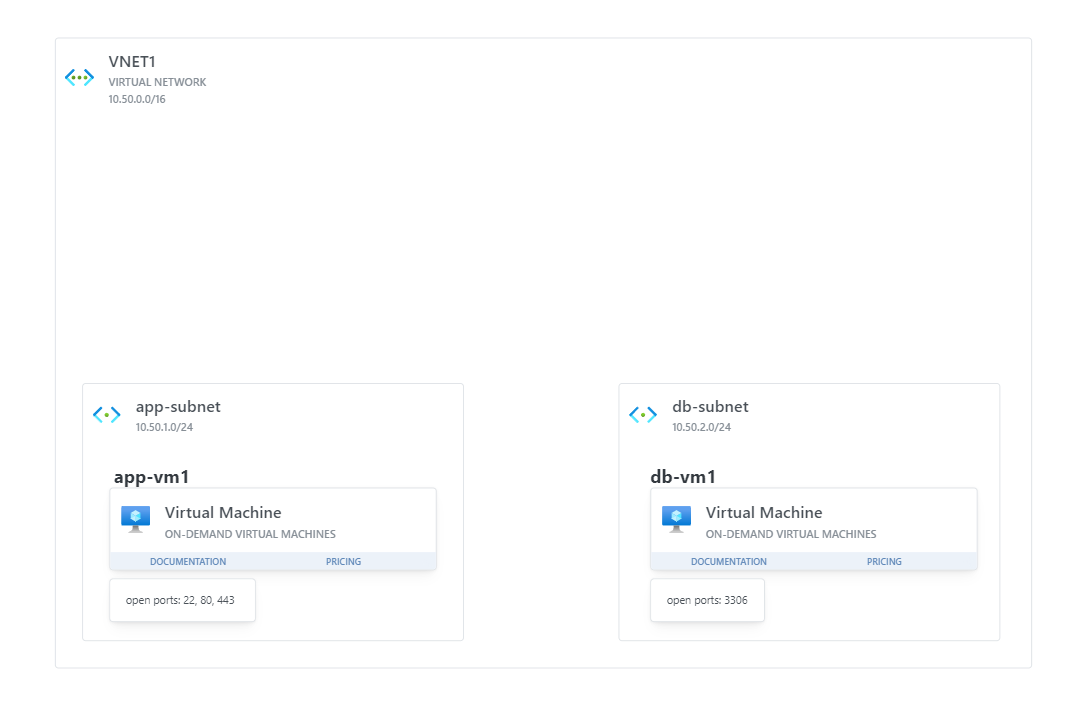 VNET1
VIRTUAL NETWORK
10.50.0.0/16
app-subnet
10.50.1.0/24
app-vm1
Virtual Machine
ON-DEMAND VIRTUAL MACHINES
DOCUMENTATION PRICING
open ports: 22, 80, 443
db-subnet
10.50.2.0/24
db-vm1
Virtual Machine
ON-DEMAND VIRTUAL MACHINES
DOCUMENTATION PRICING
open ports: 3306